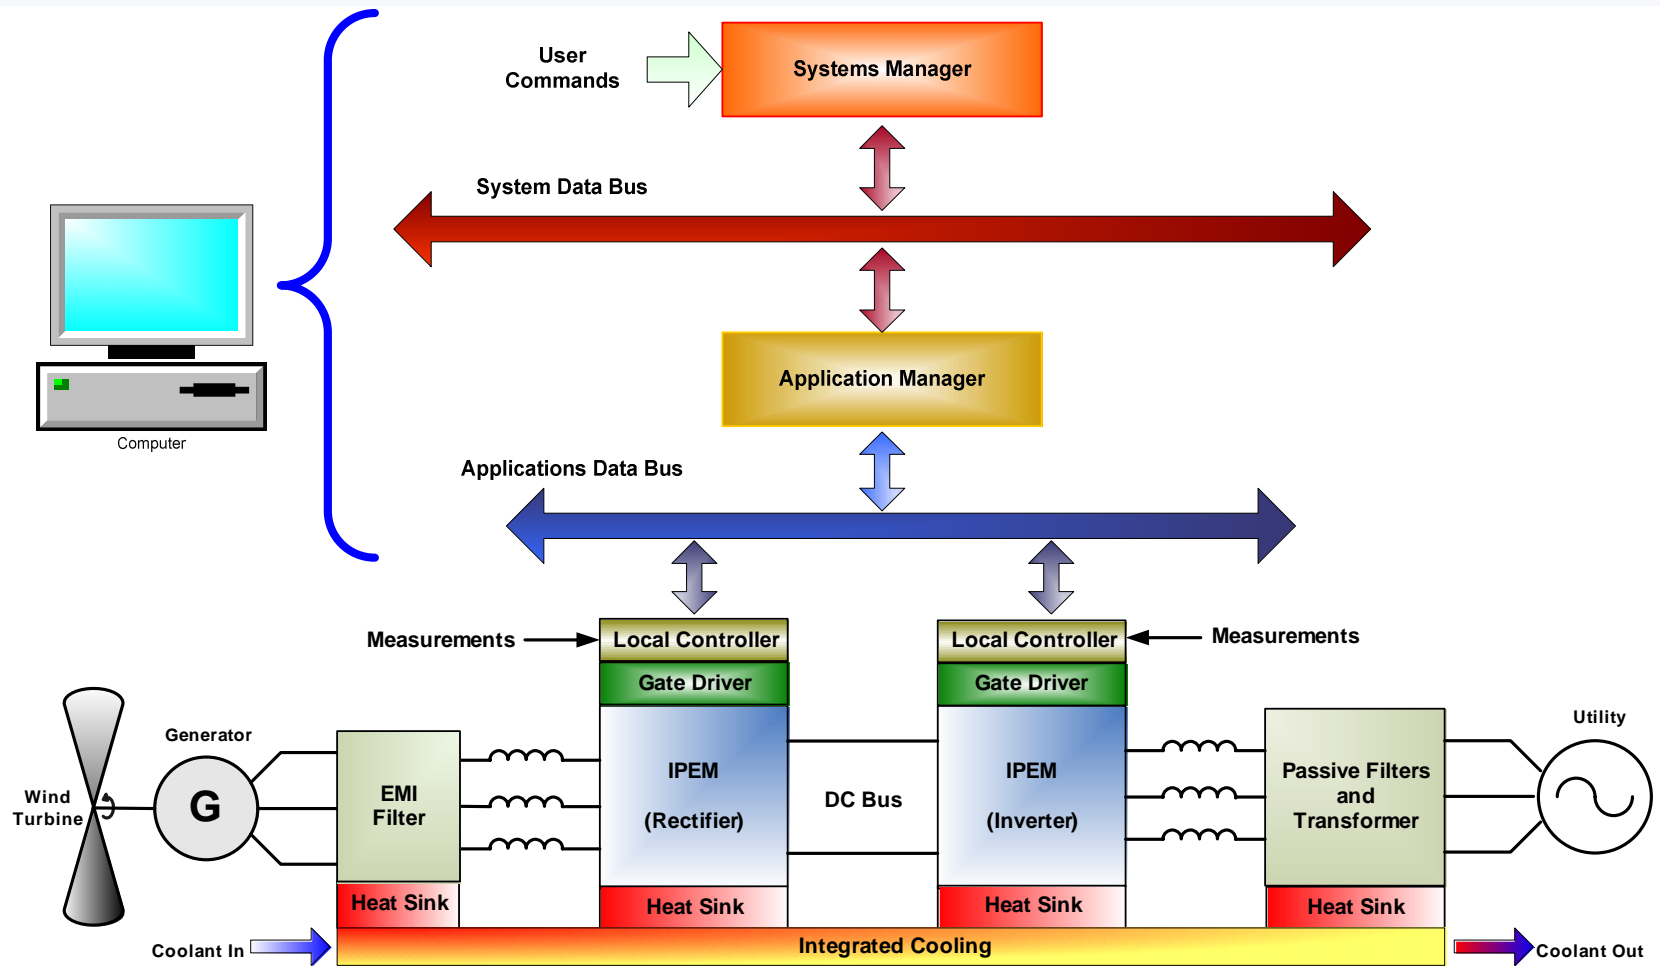 User
Commands
Systems Manager
System Data Bus
Computer
Application Manager
Applications Data Bus
Measurements
Local Controller
Local Controller
Measurements
Gate Driver
Gate Driver
Wind
Turbine
Generator
G
EMI
Filter
IPEM
(Rectifier)
DC Bus
IPEM
(Inverter)
Passive Filters
and
Transformer
Utility
Heat Sink
Heat Sink
Heat Sink
Heat Sink
Coolant In
Integrated Cooling
Coolant Out